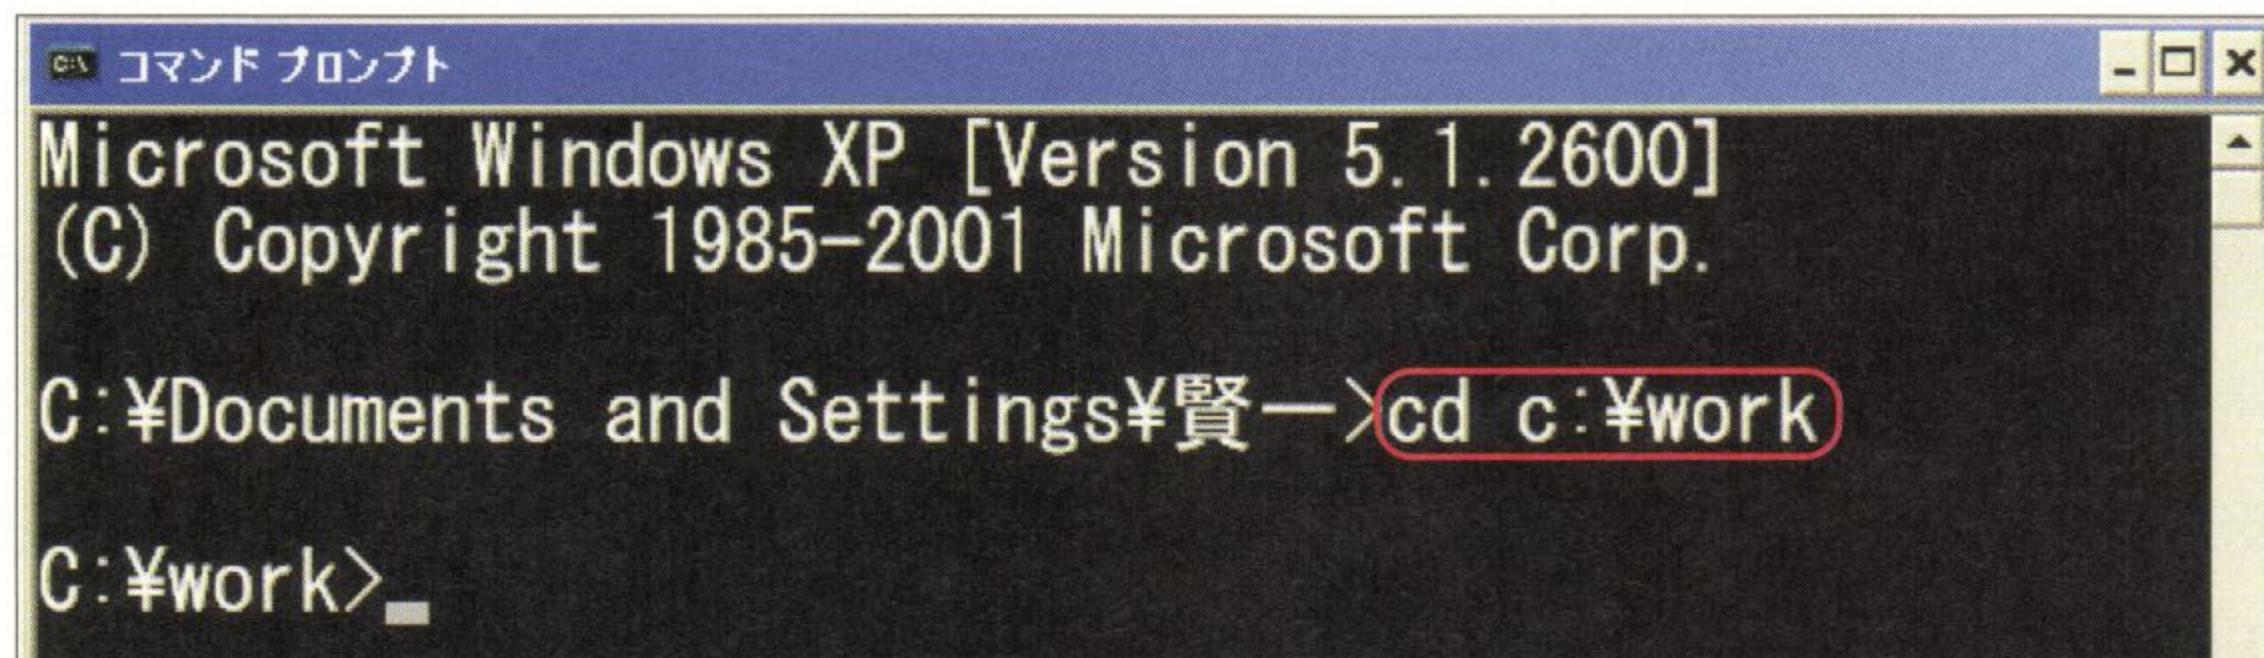 コマンド プロンプト
Microsoft Windows XP [Version 5.1.2600]
(C) Copyright 1985-2001 Microsoft Corp.
C:¥Documents and Settings¥賢一>cd c:¥work
C:¥work>